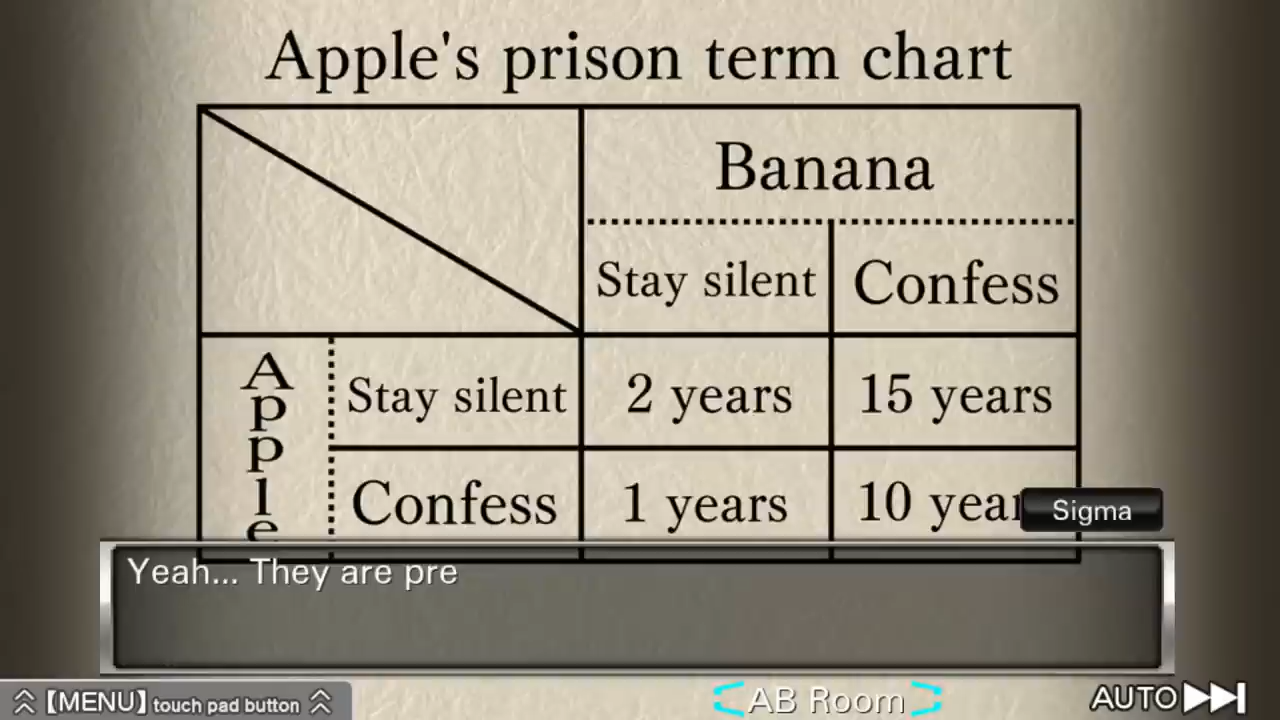 Apple's prison term chart
Banana
Stay silent Confess
Apple
Stay silent 2 years 15 years
Confess 1 years 10 year
Sigma
Yeah... They are pre
【MENU】touch pad button
AB Room
AUTO